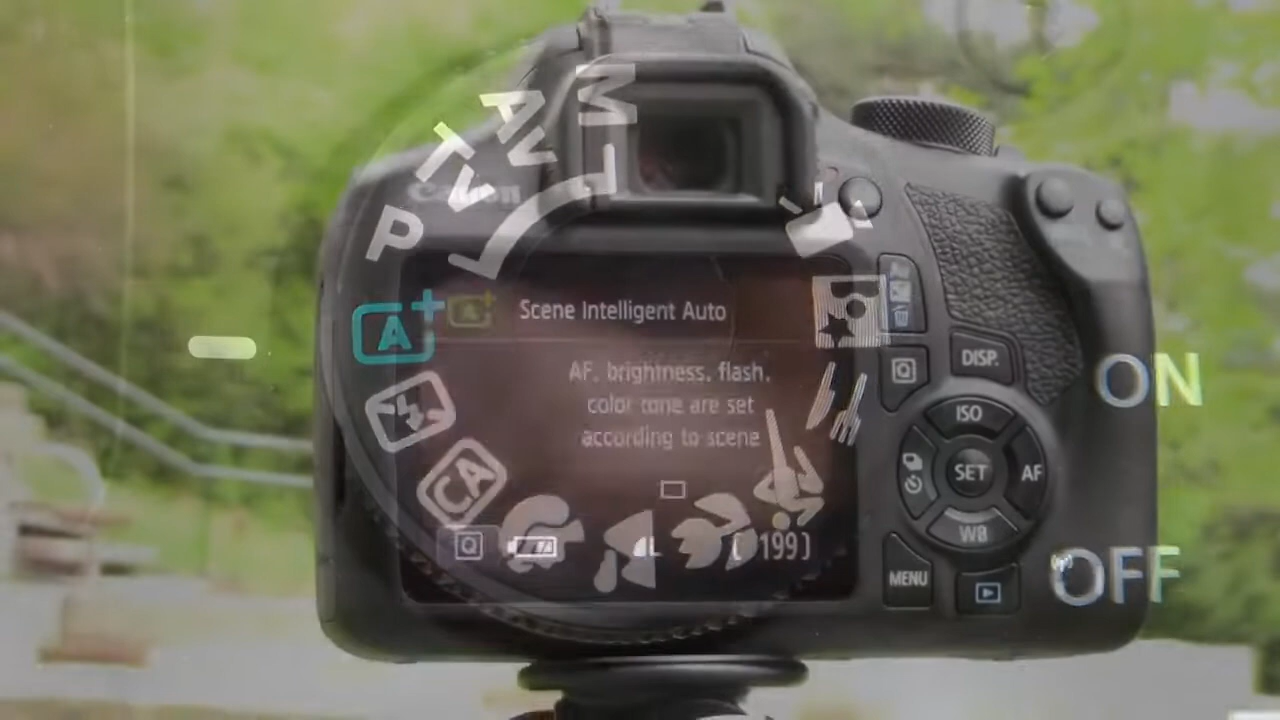 M
Av
Tv
P
Canon
A+
CA
Scene Intelligent Auto
AF, brightness, flash,
color tone are set
according to scene
Q
L
[ 199]
Av
Q
DISP.
ISO
SET
AF
WB
MENU
ON
OFF